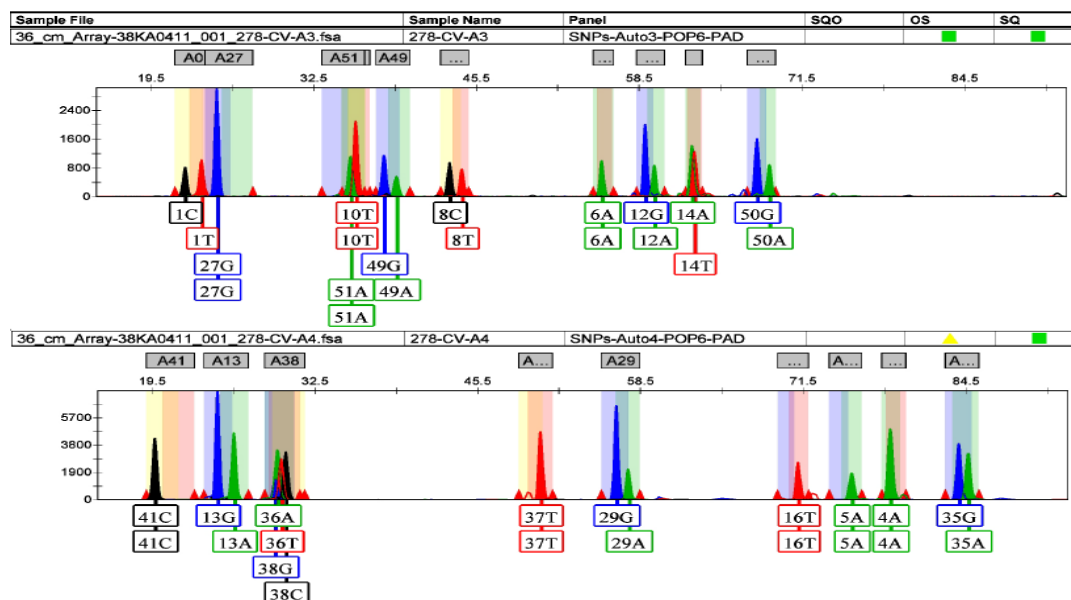 Sample File Sample Name Panel SQO OS SQ
36_cm_Array-38KA0411_001_278-CV-A3.fsa 278-CV-A3 SNPs-Auto3-POP6-PAD
A0 A27 A51 A49 ... ... ... ...
19.5 32.5 45.5 58.5 71.5 84.5
2400
1600
800
0
1C 10T 8C 6A 12G 14A 50G
1T 10T 8T 6A 12A 50A
27G 49G 14T
27G 51A 49A
51A
36_cm_Array-38KA0411_001_278-CV-A4.fsa 278-CV-A4 SNPs-Auto4-POP6-PAD
A41 A13 A38 A... A29 ... A... ... A...
19.5 32.5 45.5 58.5 71.5 84.5
5700
3800
1900
0
41C 13G 36A 37T 29G 16T 5A 4A 35G
41C 13A 36T 37T 29A 16T 5A 4A 35A
38G
38C